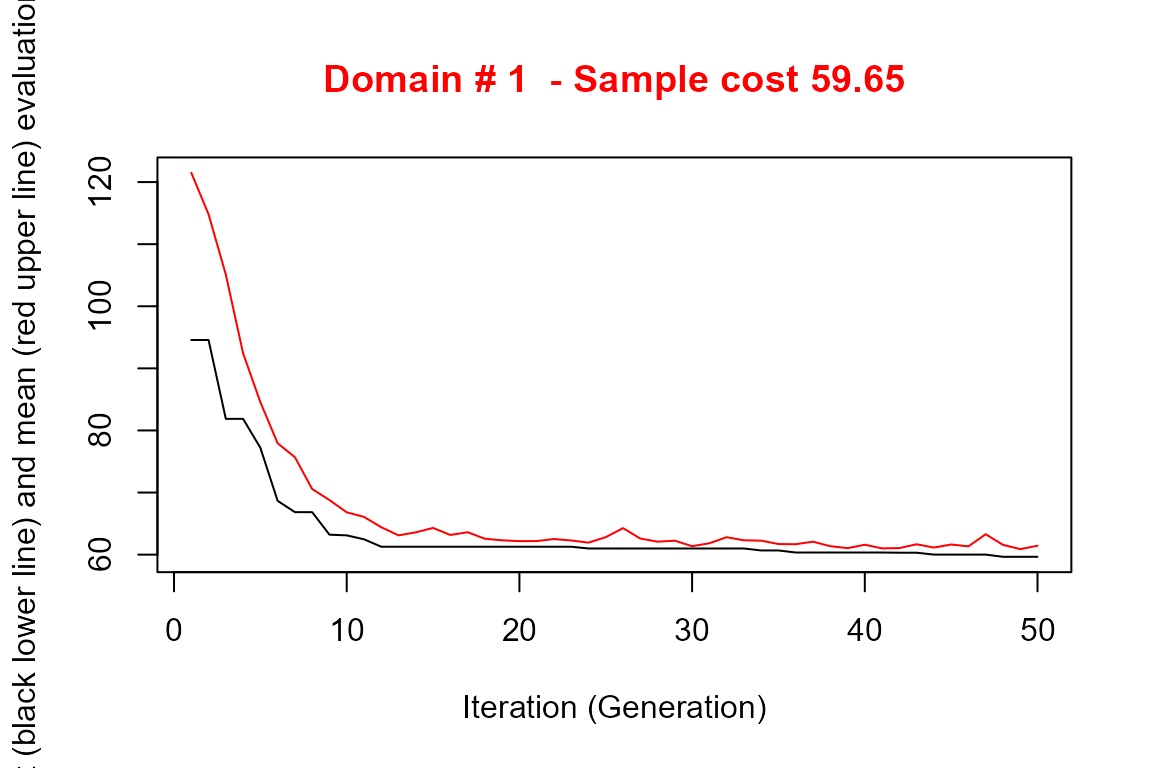 Domain # 1  - Sample cost 59.65
(black lower line) and mean (red upper line) evaluation
120
100
80
60
0 10 20 30 40 50
Iteration (Generation)